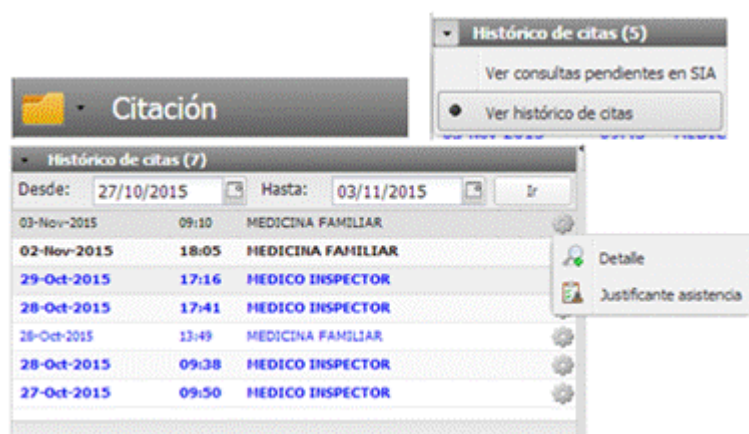 Histórico de citas (5)
Ver consultas pendientes en SIA
Ver histórico de citas
Citación
Histórico de citas (7)
Desde: 27/10/2015 Hasta: 03/11/2015 Ir
03-Nov-2015 09:10 MEDICINA FAMILIAR
02-Nov-2015 18:05 MEDICINA FAMILIAR
Detalle
29-Oct-2015 17:16 MEDICO INSPECTOR
Justificante asistencia
28-Oct-2015 17:41 MEDICO INSPECTOR
28-Oct-2015 13:49 MEDICINA FAMILIAR
28-Oct-2015 09:38 MEDICO INSPECTOR
27-Oct-2015 09:50 MEDICO INSPECTOR